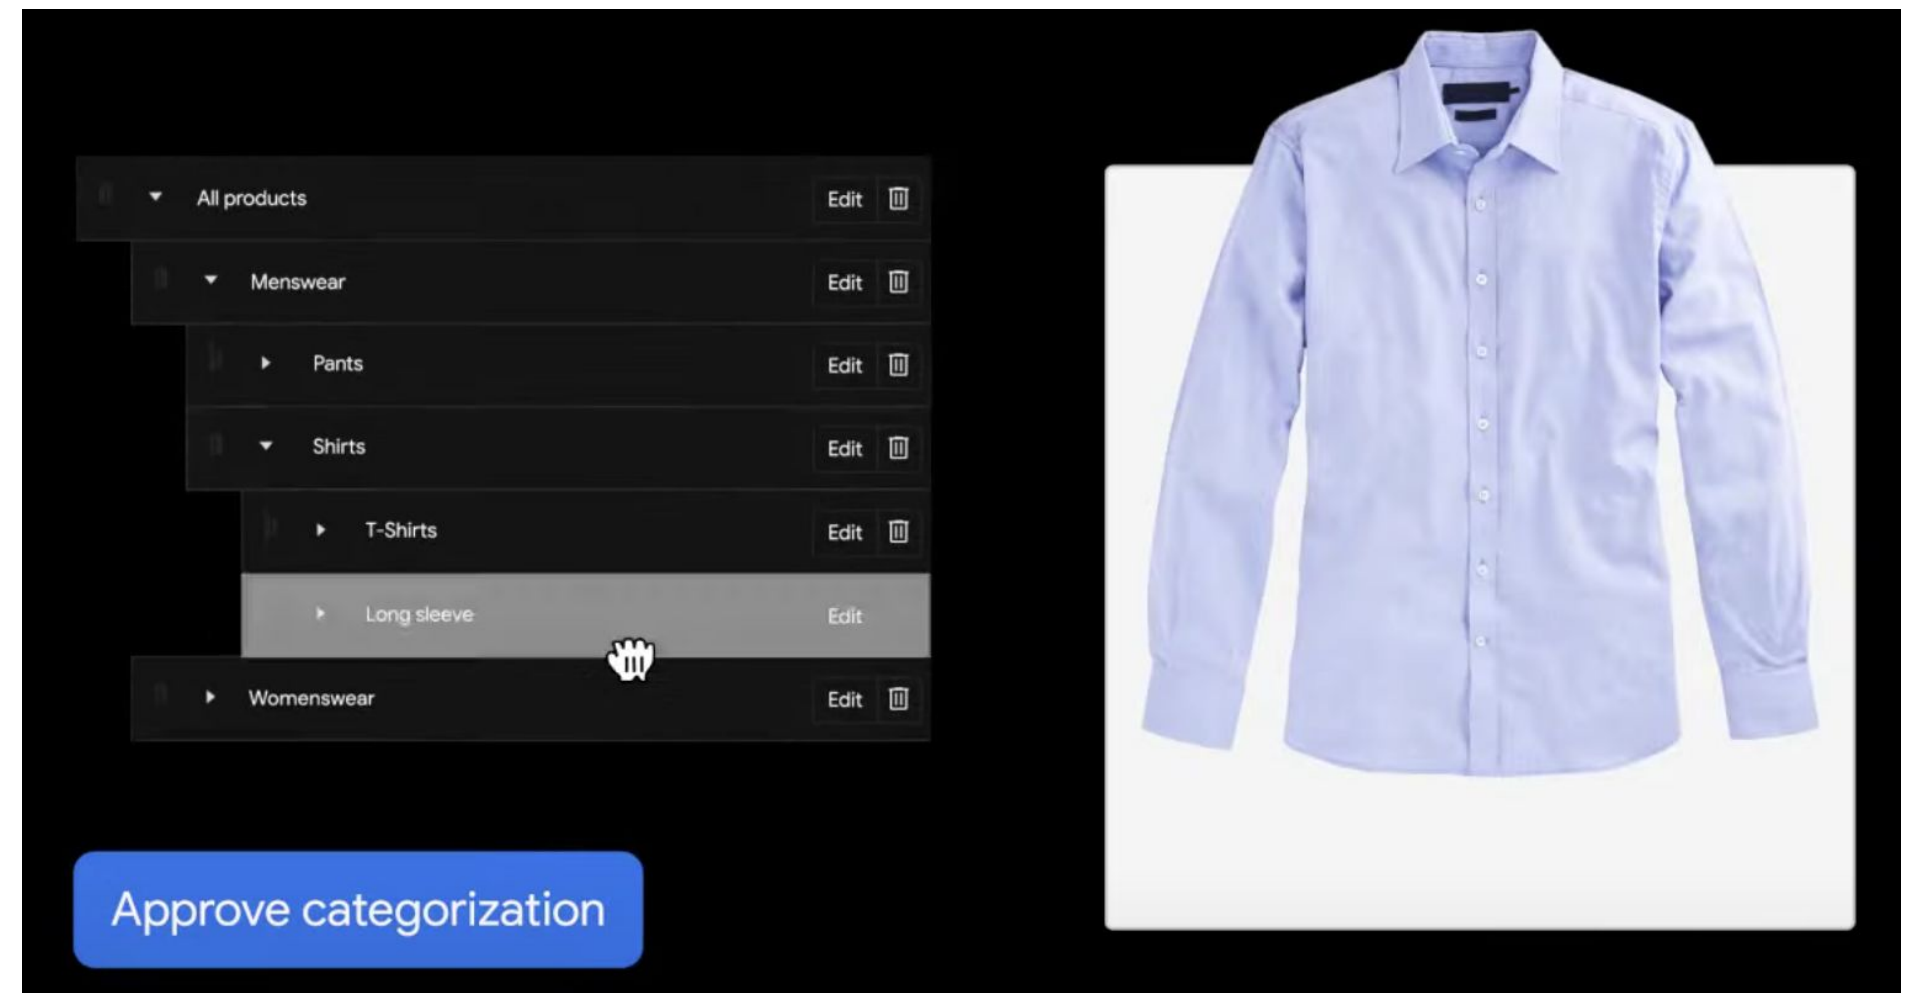 All products Edit
Menswear Edit
Pants Edit
Shirts Edit
T-Shirts Edit
Long sleeve Edit
Womenswear Edit
Approve categorization